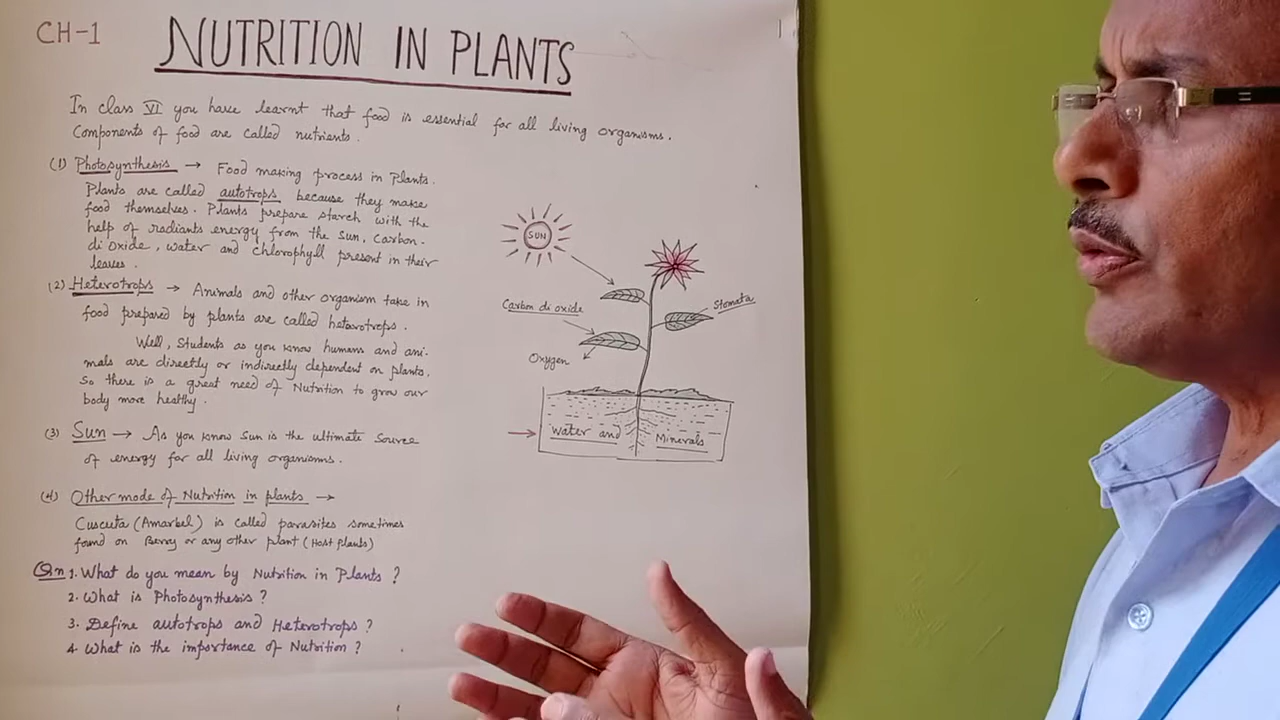 CH-1
NUTRITION IN PLANTS
In class VI you have learnt that food is essential for all living organisms.
Components of food are called nutrients.
(1) Photosynthesis → Food making process in Plants.
Plants are called autotrops because they make
food themselves. Plants prepare starch with the
help of radiants energy from the Sun, Carbon-
di oxide, water and chlorophyll present in their
leaves.
(2) Heterotrops → Animals and other organism take in
food prepared by plants are called hetarotrops.
Well, Students as you know humans and ani-
mals are directly or indirectly dependent on plants.
So there is a great need of Nutrition to grow our
body more healthy.
(3) Sun → As you know Sun is the ultimate source
of energy for all living organisms.
(4) Other mode of Nutrition in plants →
Cuscuta (Amarbel) is called parasites sometimes
found on Berry or any other plant (Host plants)
Qn 1. What do you mean by Nutrition in Plants ?
2. What is Photosynthesis ?
3. Define autotrops and Heterotrops ?
4. What is the importance of Nutrition ?
SUN
Carbon di oxide
Stomata
Oxygen
Water and Minerals